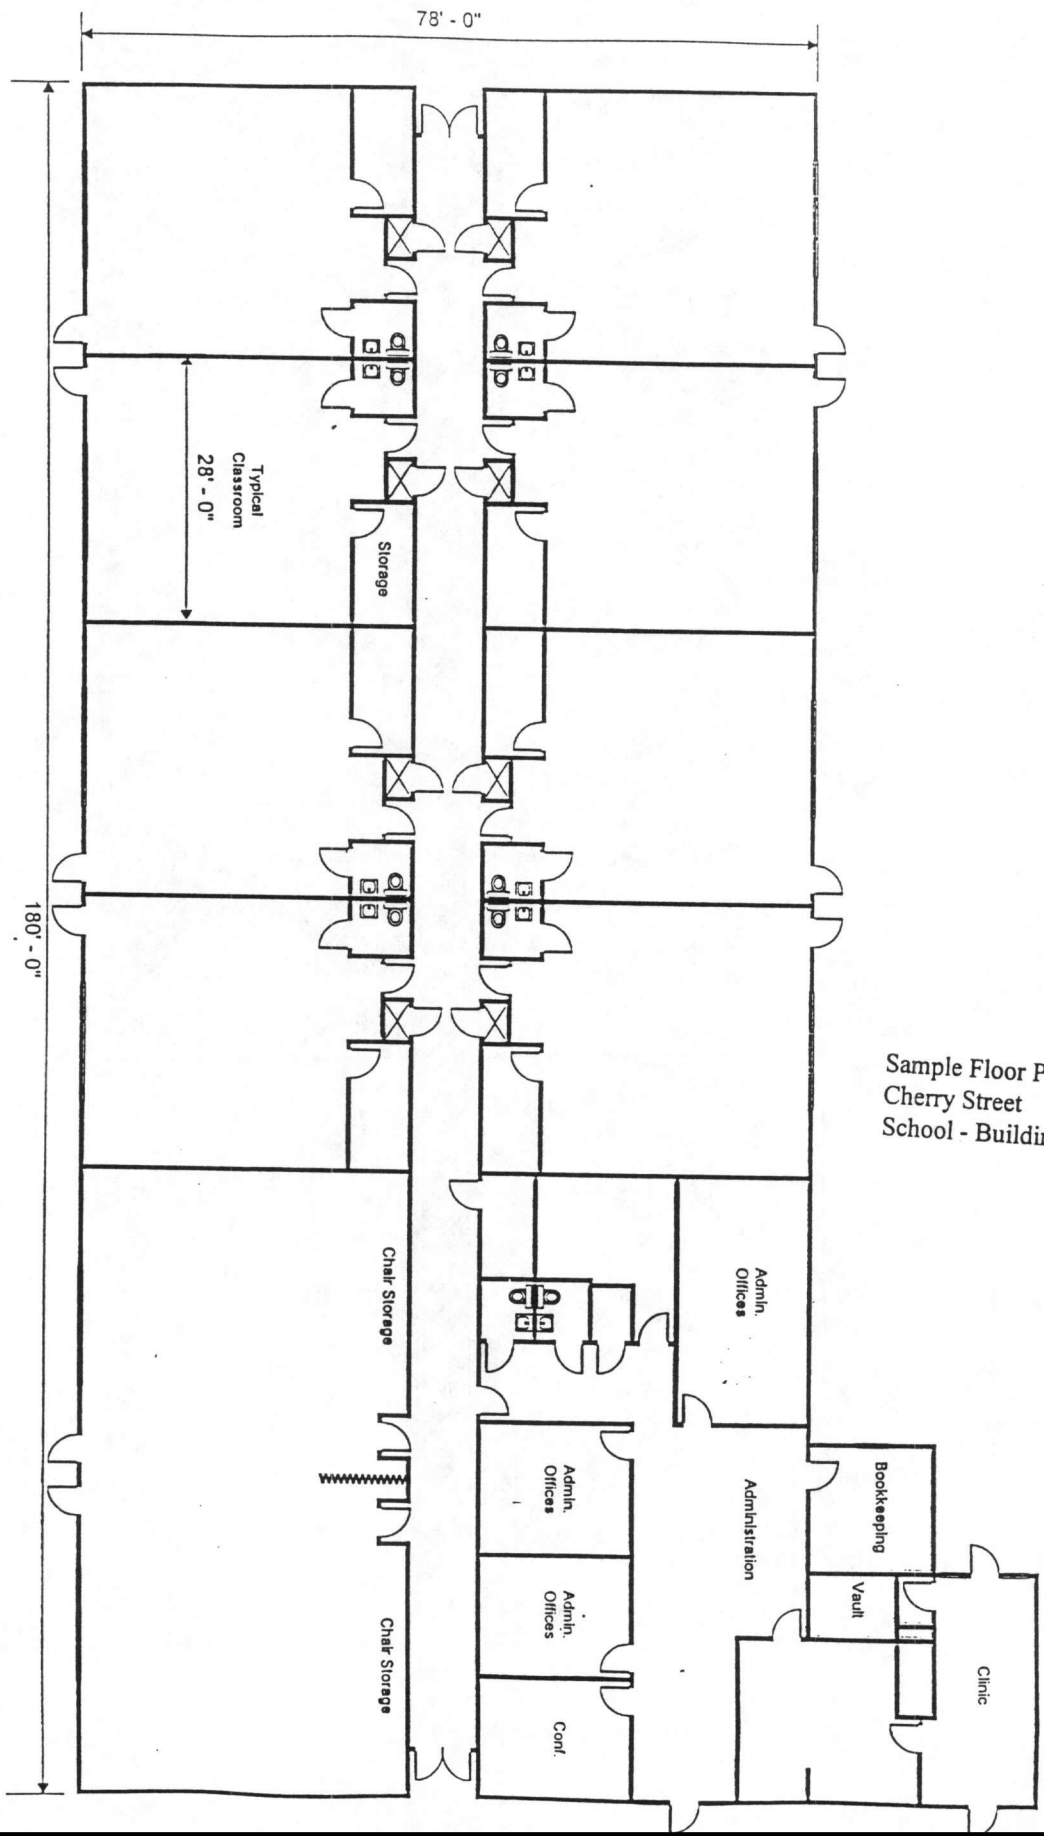 78' - 0"
180' - 0"
Typical
Classroom
28' - 0"
Storage
Sample Floor P
Cherry Street
School - Buildin
Chair Storage
Admin.
Offices
Admin.
Offices
Administration
Bookkeeping
Vault
Admin.
Offices
Chair Storage
Clinic
Conf.